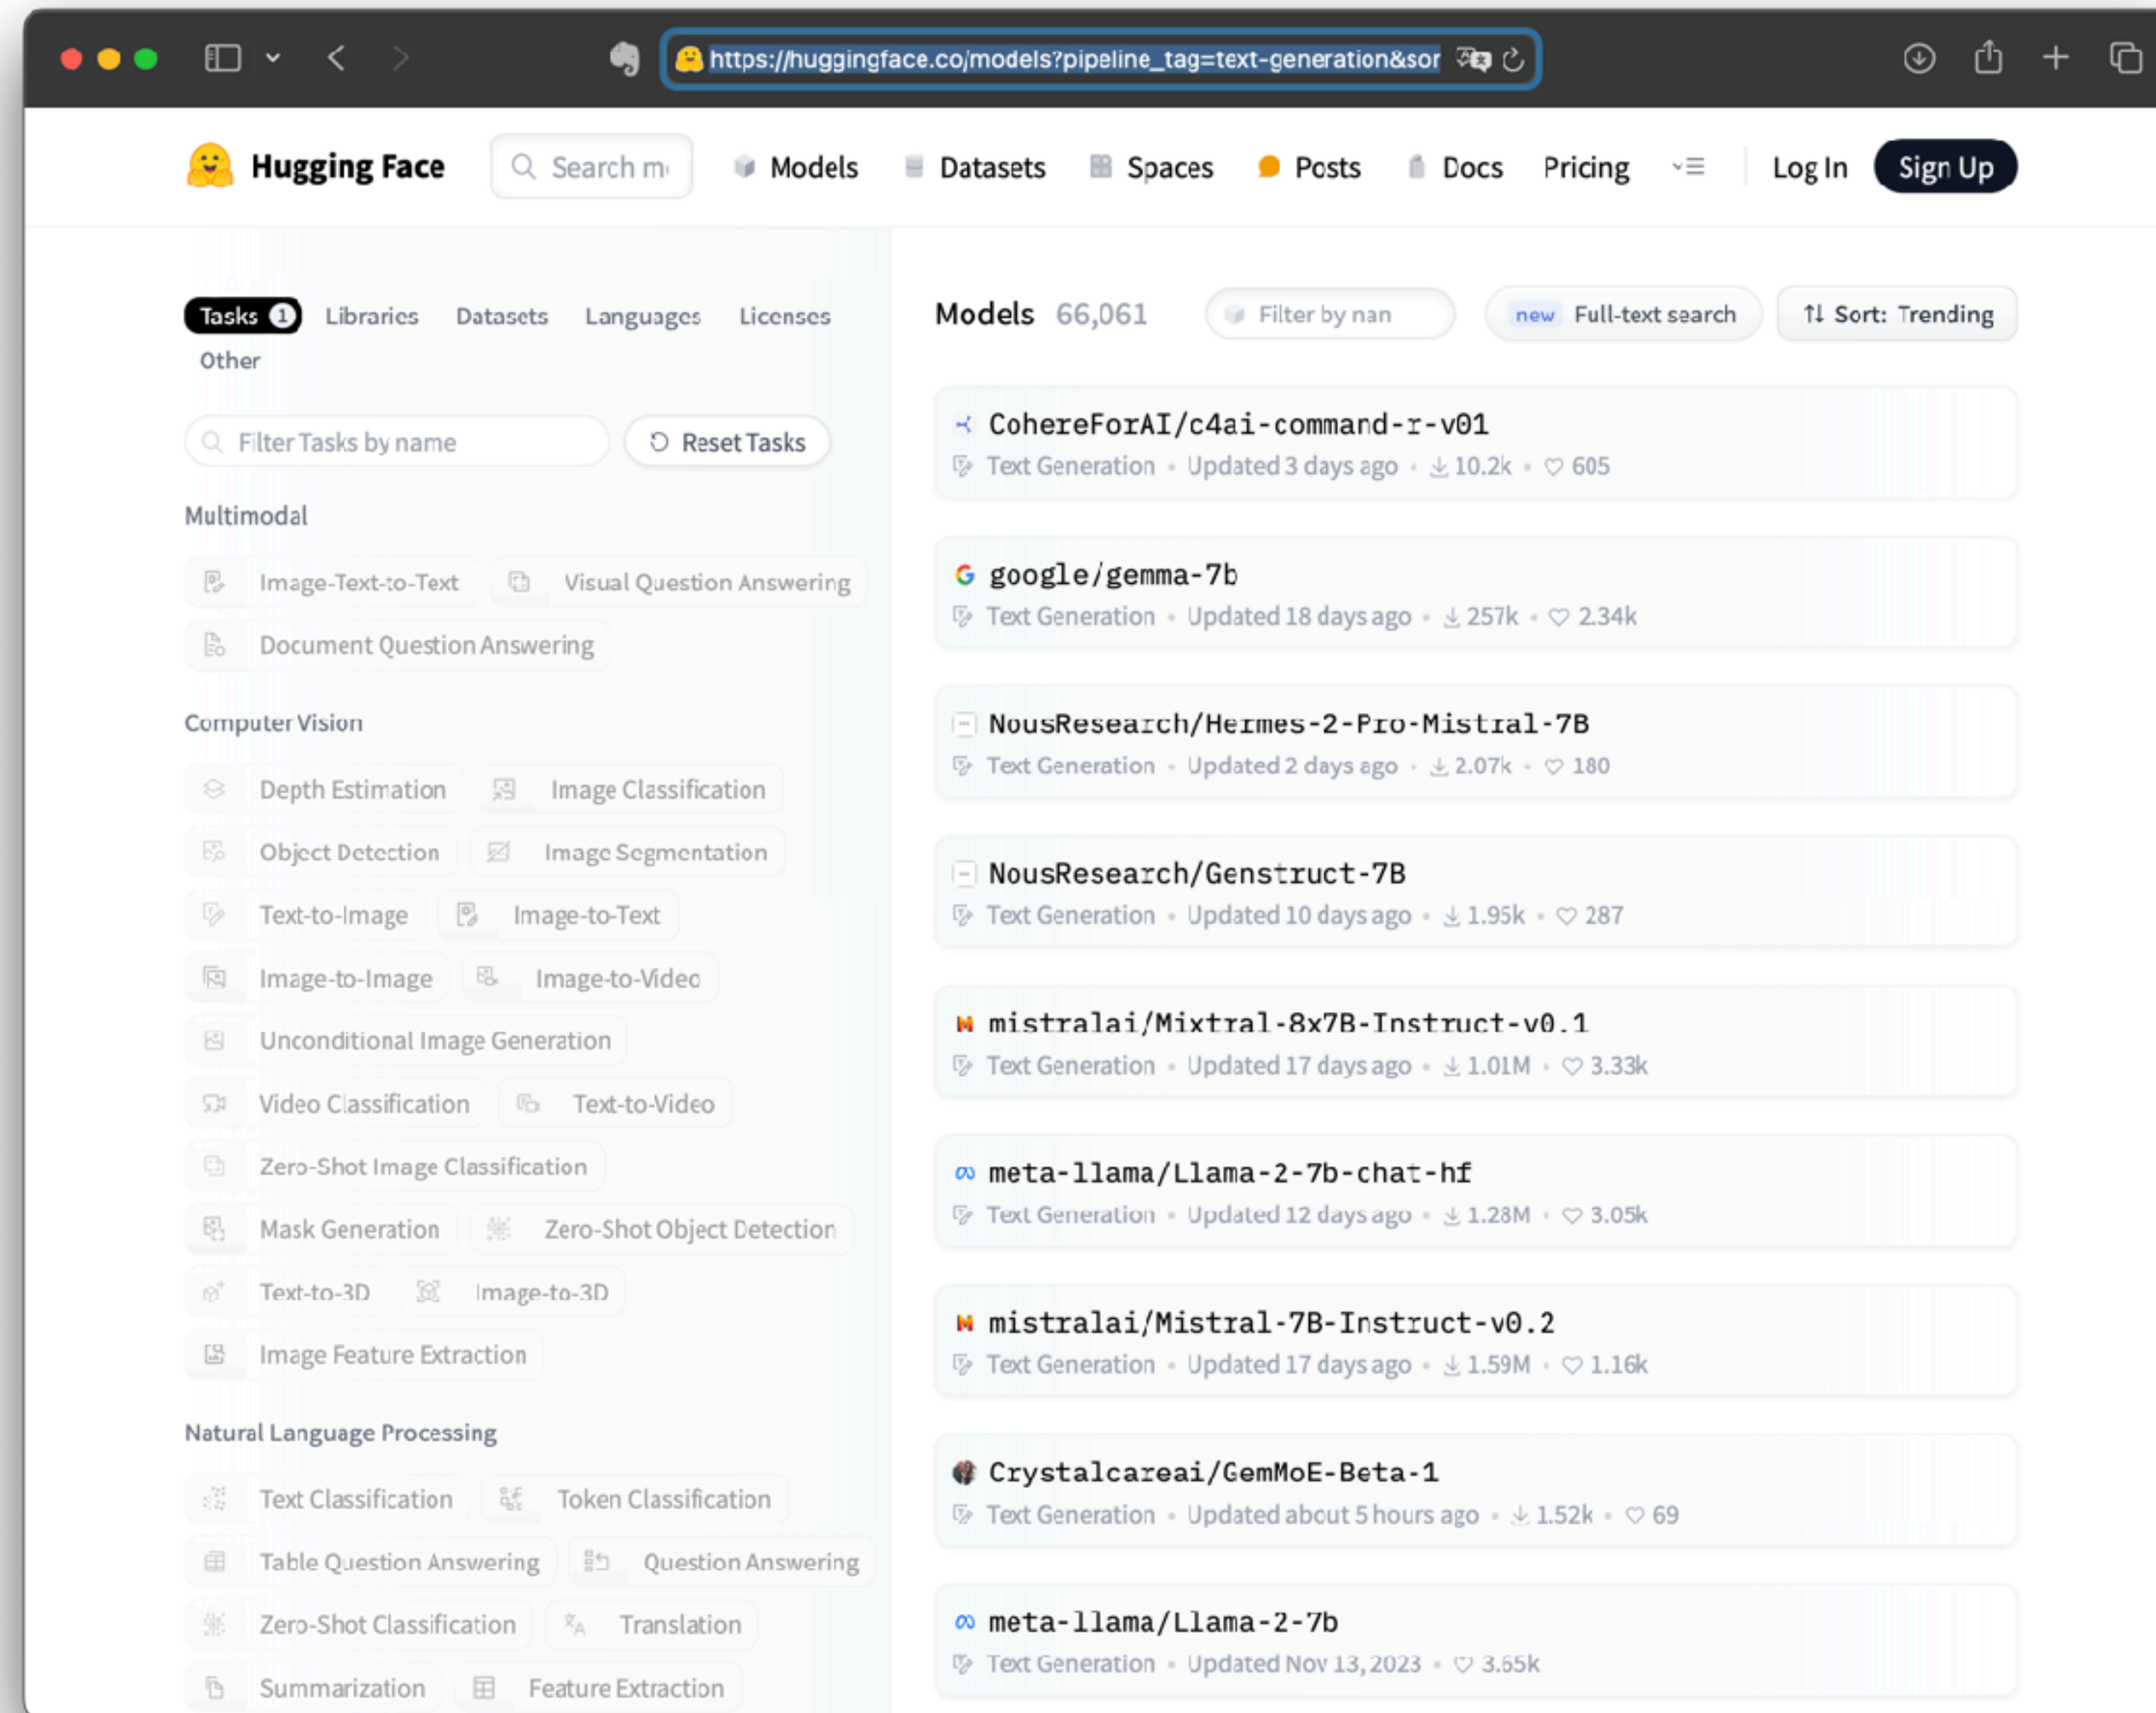 https://huggingface.co/models?pipeline_tag=text-generation&sor
Hugging Face
Search m
Models
Datasets
Spaces
Posts
Docs
Pricing
Log In
Sign Up
Tasks 1
Libraries
Datasets
Languages
Licenses
Other
Filter Tasks by name
Reset Tasks
Multimodal
Image-Text-to-Text
Visual Question Answering
Document Question Answering
Computer Vision
Depth Estimation
Image Classification
Object Detection
Image Segmentation
Text-to-Image
Image-to-Text
Image-to-Image
Image-to-Video
Unconditional Image Generation
Video Classification
Text-to-Video
Zero-Shot Image Classification
Mask Generation
Zero-Shot Object Detection
Text-to-3D
Image-to-3D
Image Feature Extraction
Natural Language Processing
Text Classification
Token Classification
Table Question Answering
Question Answering
Zero-Shot Classification
Translation
Summarization
Feature Extraction
Models 66,061
Filter by nan
new Full-text search
Sort: Trending
CohereForAI/c4ai-command-r-v01
Text Generation • Updated 3 days ago • 10.2k • 605
google/gemma-7b
Text Generation • Updated 18 days ago • 257k • 2.34k
NousResearch/Hermes-2-Pro-Mistral-7B
Text Generation • Updated 2 days ago • 2.07k • 180
NousResearch/Genstruct-7B
Text Generation • Updated 10 days ago • 1.95k • 287
mistralai/Mixtral-8x7B-Instruct-v0.1
Text Generation • Updated 17 days ago • 1.01M • 3.33k
meta-llama/Llama-2-7b-chat-hf
Text Generation • Updated 12 days ago • 1.28M • 3.05k
mistralai/Mistral-7B-Instruct-v0.2
Text Generation • Updated 17 days ago • 1.59M • 1.16k
Crystalcareai/GemMoE-Beta-1
Text Generation • Updated about 5 hours ago • 1.52k • 69
meta-llama/Llama-2-7b
Text Generation • Updated Nov 13, 2023 • 3.65k